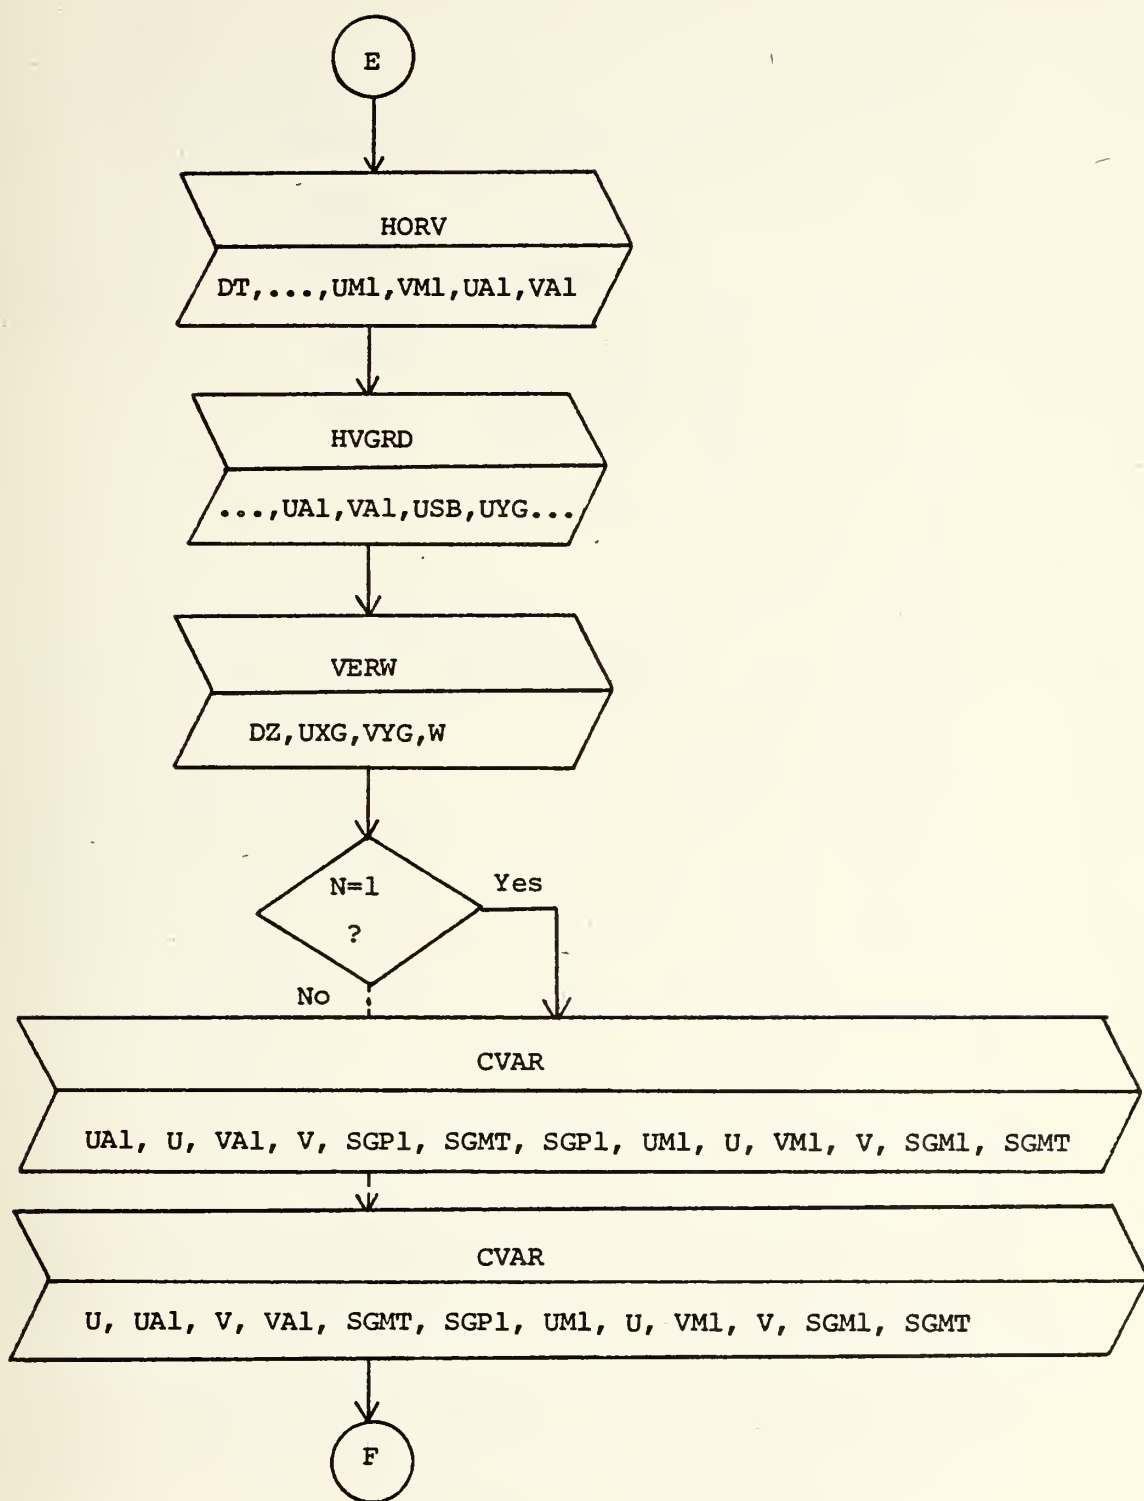 E
HORV
DT,...,UM1,VM1,UA1,VA1
HVGRD
...,UA1,VA1,USB,UYG...
VERW
DZ,UXG,VYG,W
N=1
?
Yes
No
CVAR
UA1, U, VA1, V, SGP1, SGMT, SGP1, UM1, U, VM1, V, SGM1, SGMT
CVAR
U, UA1, V, VA1, SGMT, SGP1, UM1, U, VM1, V, SGM1, SGMT
F